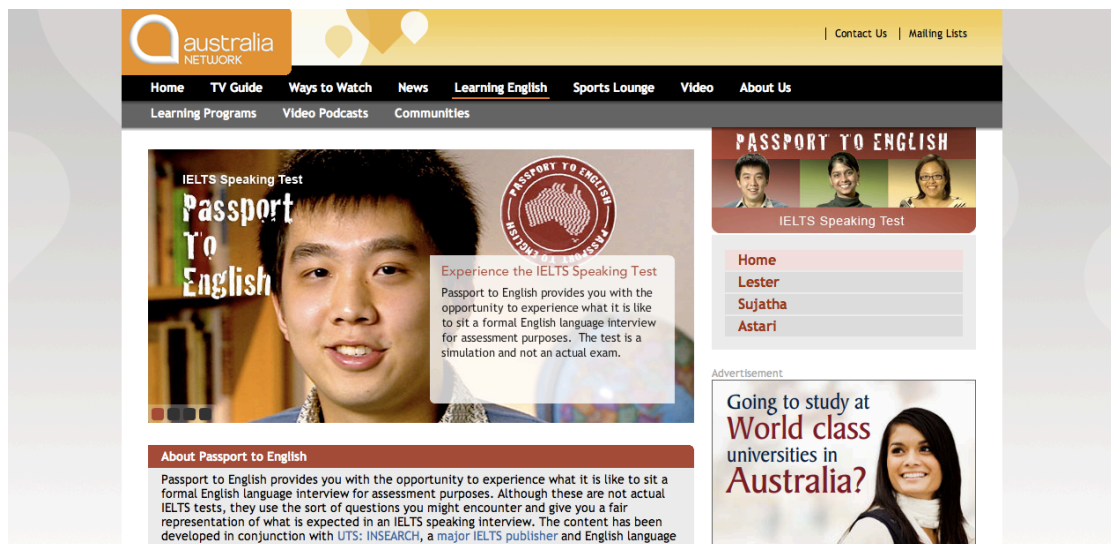 australia
NETWORK
Contact Us | Mailing Lists
Home TV Guide Ways to Watch News Learning English Sports Lounge Video About Us
Learning Programs Video Podcasts Communities
IELTS Speaking Test
Passport
To
English
PASSPORT TO ENGLISH
PASSPORT TO ENGLISH
Experience the IELTS Speaking Test
Passport to English provides you with the
opportunity to experience what it is like
to sit a formal English language interview
for assessment purposes. The test is a
simulation and not an actual exam.
About Passport to English
Passport to English provides you with the opportunity to experience what it is like to sit a
formal English language interview for assessment purposes. Although these are not actual
IELTS tests, they use the sort of questions you might encounter and give you a fair
representation of what is expected in an IELTS speaking interview. The content has been
developed in conjunction with UTS: INSEARCH, a major IELTS publisher and English language
PASSPORT TO ENGLISH
IELTS Speaking Test
Home
Lester
Sujatha
Astari
Advertisement
Going to study at
World class
universities in
Australia?